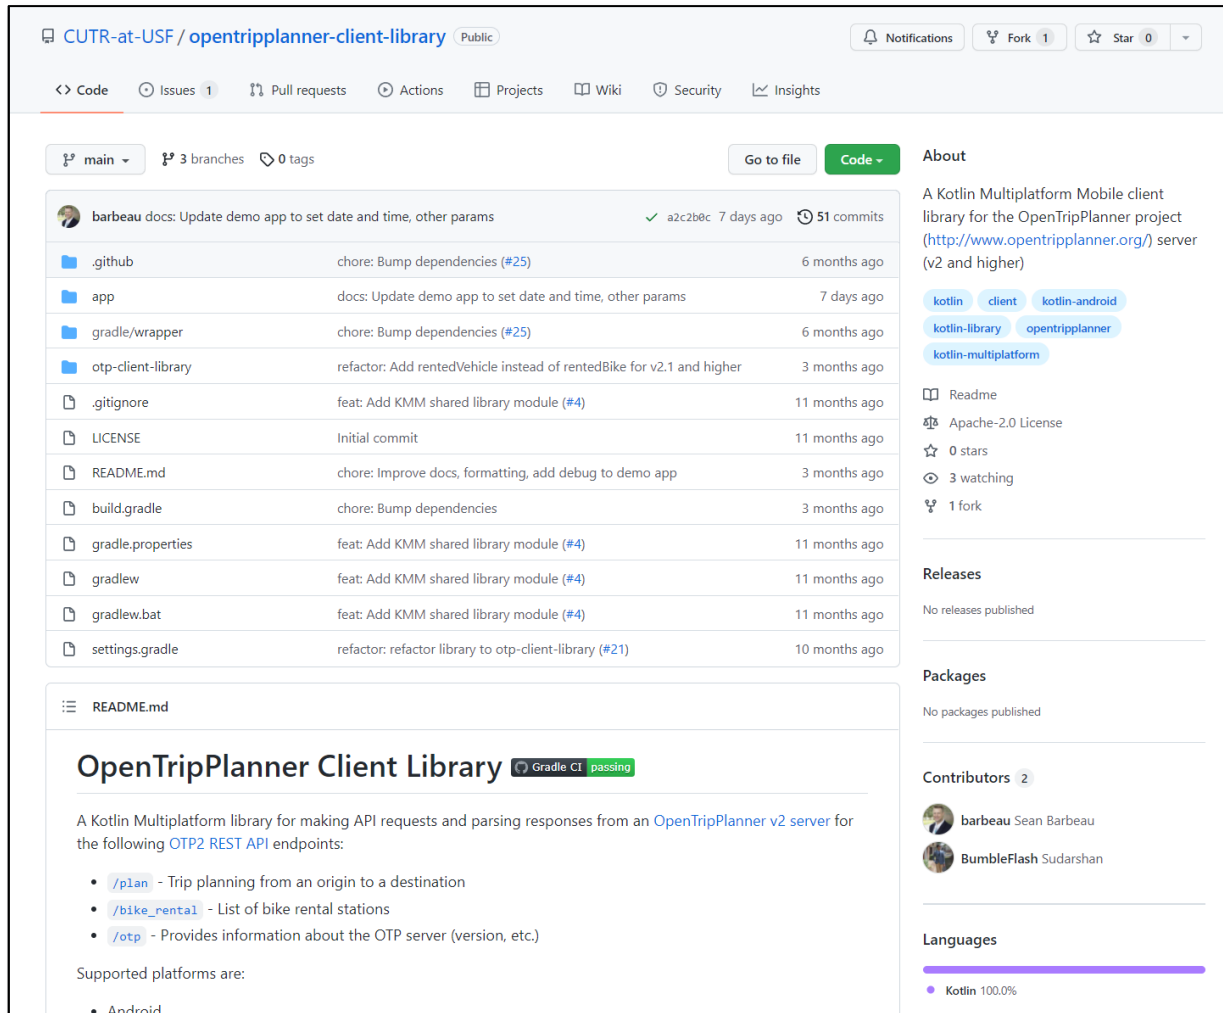 CUTR-at-USF / opentripplanner-client-library Public
Notifications Fork 1 Star 0
Code Issues 1 Pull requests Actions Projects Wiki Security Insights
main 3 branches 0 tags Go to file Code
barbeau docs: Update demo app to set date and time, other params a2c2b0c 7 days ago 51 commits
.github chore: Bump dependencies (#25) 6 months ago
app docs: Update demo app to set date and time, other params 7 days ago
gradle/wrapper chore: Bump dependencies (#25) 6 months ago
otp-client-library refactor: Add rentedVehicle instead of rentedBike for v2.1 and higher 3 months ago
.gitignore feat: Add KMM shared library module (#4) 11 months ago
LICENSE Initial commit 11 months ago
README.md chore: Improve docs, formatting, add debug to demo app 3 months ago
build.gradle chore: Bump dependencies 3 months ago
gradle.properties feat: Add KMM shared library module (#4) 11 months ago
gradlew feat: Add KMM shared library module (#4) 11 months ago
gradlew.bat feat: Add KMM shared library module (#4) 11 months ago
settings.gradle refactor: refactor library to otp-client-library (#21) 10 months ago
README.md
OpenTripPlanner Client Library Gradle CI passing
A Kotlin Multiplatform library for making API requests and parsing responses from an OpenTripPlanner v2 server for
the following OTP2 REST API endpoints:
• /plan - Trip planning from an origin to a destination
• /bike_rental - List of bike rental stations
• /otp - Provides information about the OTP server (version, etc.)
Supported platforms are:
• Android
About
A Kotlin Multiplatform Mobile client
library for the OpenTripPlanner project
(http://www.opentripplanner.org/) server
(v2 and higher)
kotlin client kotlin-android
kotlin-library opentripplanner
kotlin-multiplatform
Readme
Apache-2.0 License
0 stars
3 watching
1 fork
Releases
No releases published
Packages
No packages published
Contributors 2
barbeau Sean Barbeau
BumbleFlash Sudarshan
Languages
Kotlin 100.0%